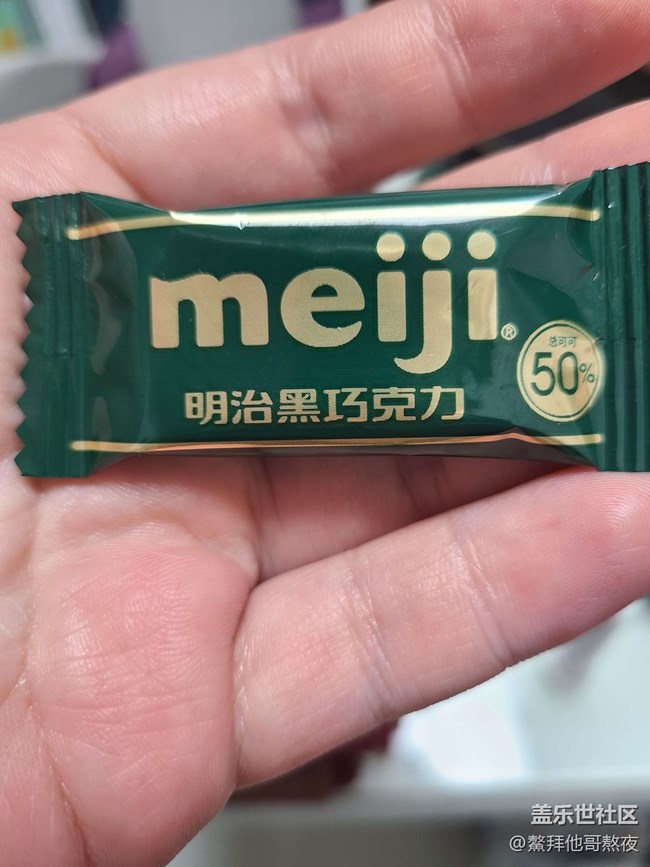 meiji®
总可可
50%
明治黑巧克力
盖乐世社区
@鳌拜他哥熬夜